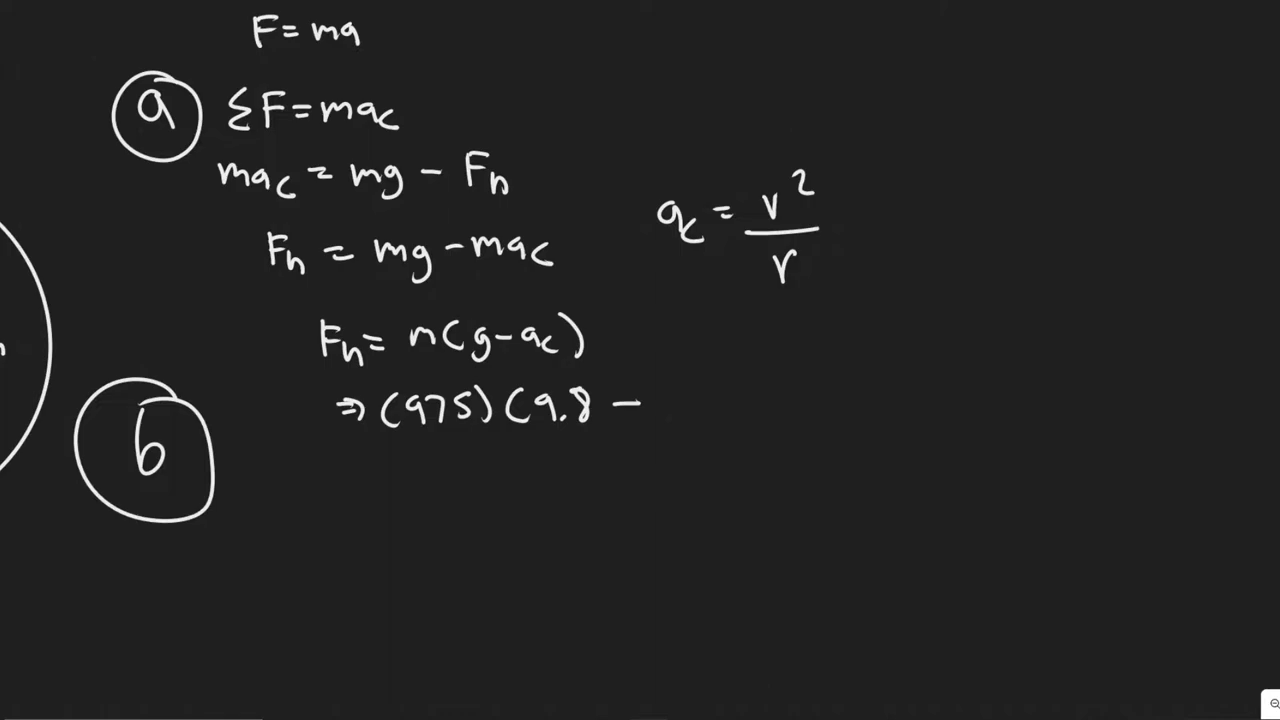 F = ma
a ΣF = mac
mac = mg - Fn
ac = v² / r
Fn = mg - mac
Fn = m(g - ac)
⇒ (975)(9.8 -
b